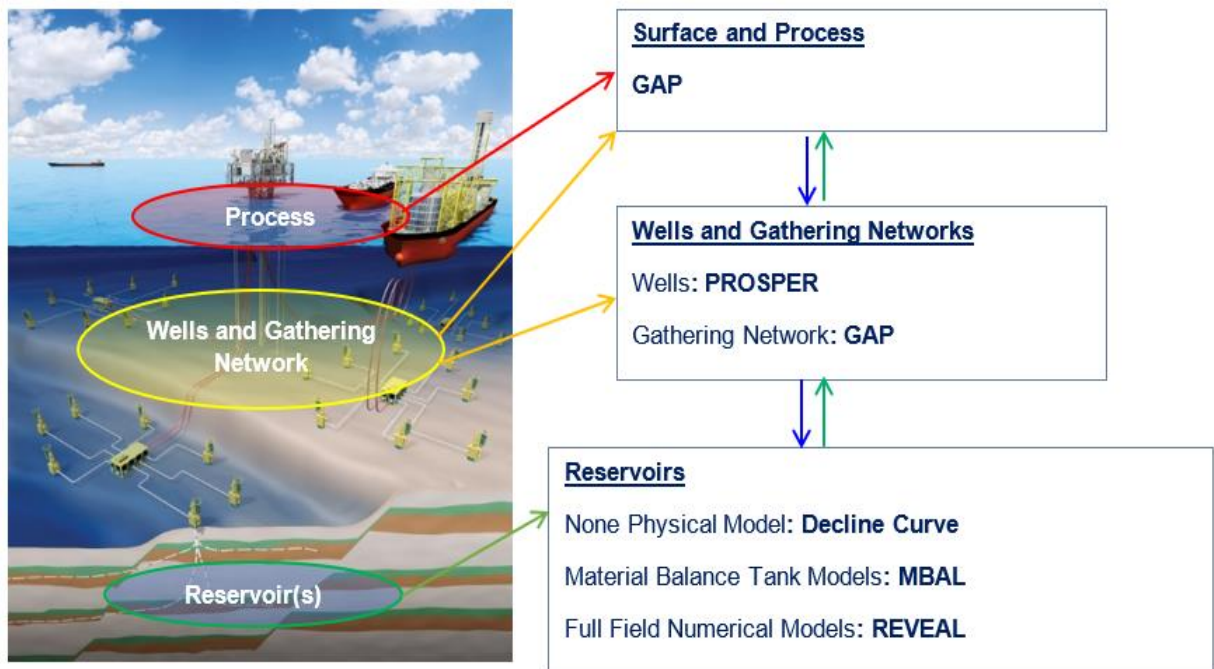 Process
Wells and Gathering
Network
Reservoir(s)
Surface and Process
GAP
Wells and Gathering Networks
Wells: PROSPER
Gathering Network: GAP
Reservoirs
None Physical Model: Decline Curve
Material Balance Tank Models: MBAL
Full Field Numerical Models: REVEAL